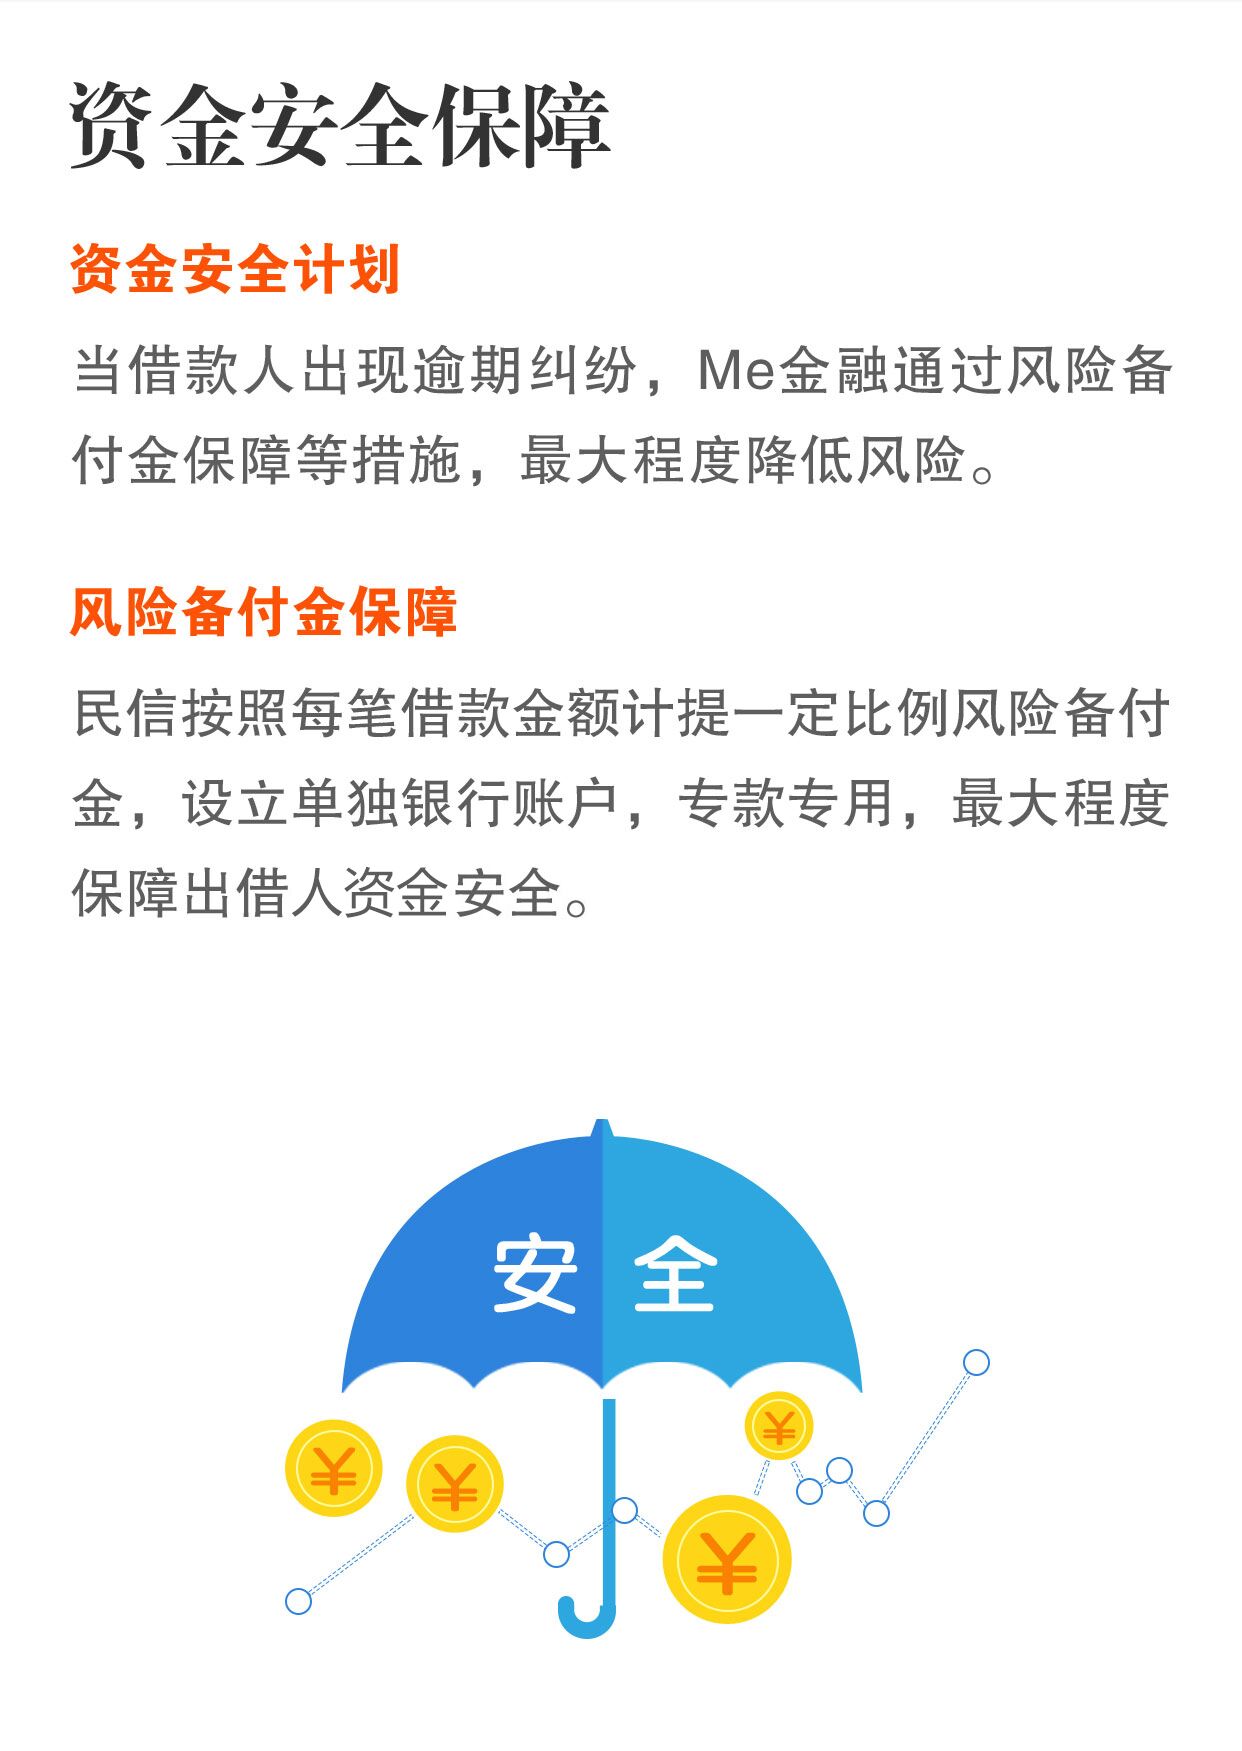 资金安全保障
资金安全计划
当借款人出现逾期纠纷，Me金融通过风险备
付金保障等措施，最大程度降低风险。
风险备付金保障
民信按照每笔借款金额计提一定比例风险备付
金，设立单独银行账户，专款专用，最大程度
保障出借人资金安全。
安全
¥
¥
¥
¥